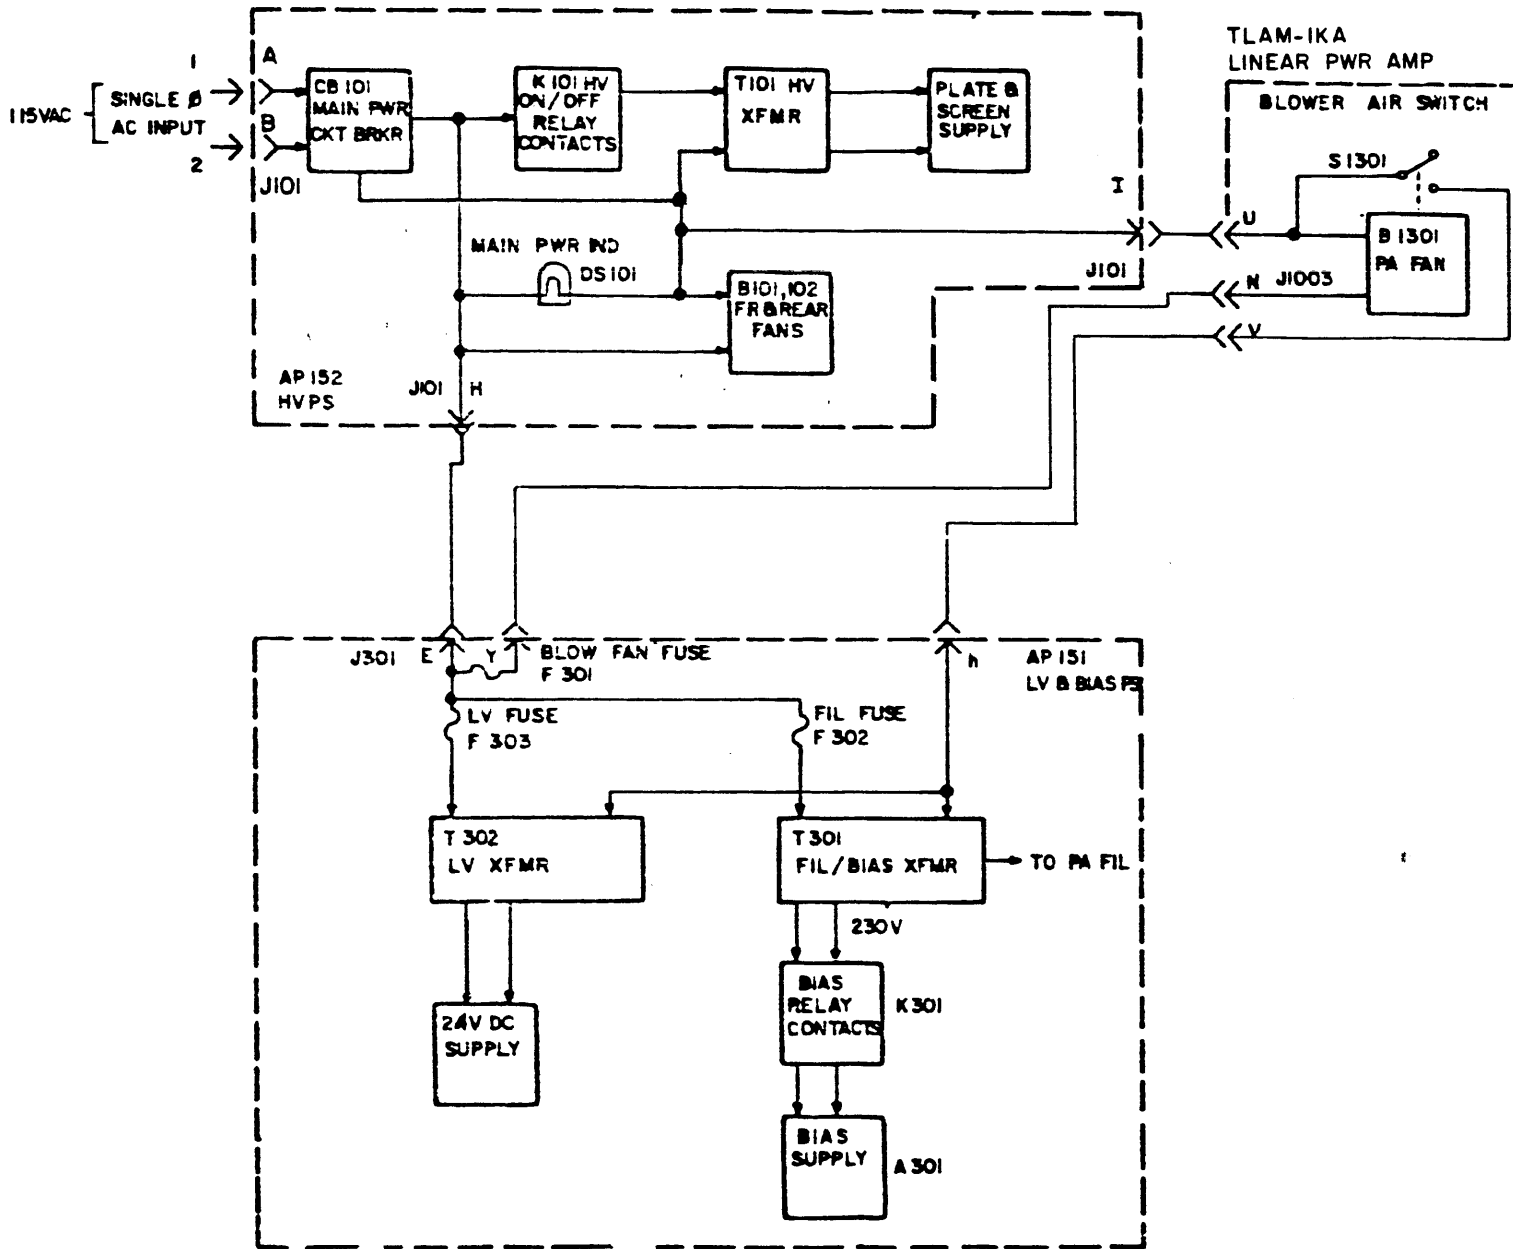 TLAM-1KA
LINEAR PWR AMP
BLOWER AIR SWITCH
1
A
115VAC
SINGLE Ø
AC INPUT
B
2
J101
CB 101
MAIN PWR
CKT BRKR
K 101 HV
ON/OFF
RELAY
CONTACTS
T101 HV
XFMR
PLATE &
SCREEN
SUPPLY
S1301
I
U
B 1301
PA FAN
J101
N
J1003
V
MAIN PWR IND
DS101
B101,102
FR & REAR
FANS
AP 152
HVPS
J101
H
J301
E
Y
BLOW FAN FUSE
F 301
h
AP 151
LV & BIAS PS
LV FUSE
F 303
FIL FUSE
F 302
T 302
LV XFMR
T 301
FIL/BIAS XFMR
TO PA FIL
230V
24V DC
SUPPLY
BIAS
RELAY
CONTACTS
K301
BIAS
SUPPLY
A 301